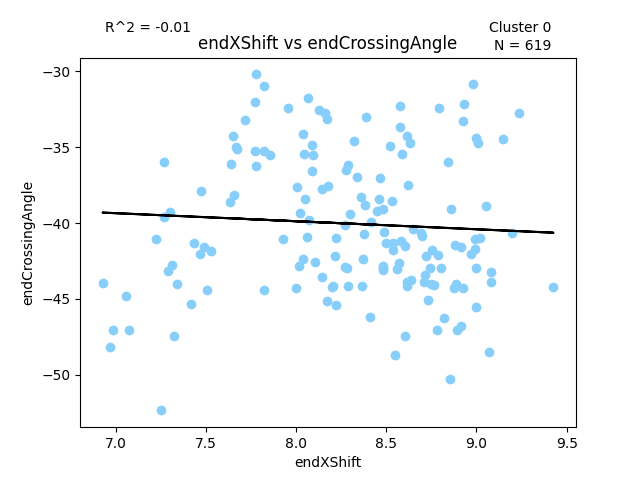 R^2 = -0.01
Cluster 0
endXShift vs endCrossingAngle
N = 619
−30
−35
−40
−45
−50
endCrossingAngle
7.0 7.5 8.0 8.5 9.0 9.5
endXShift